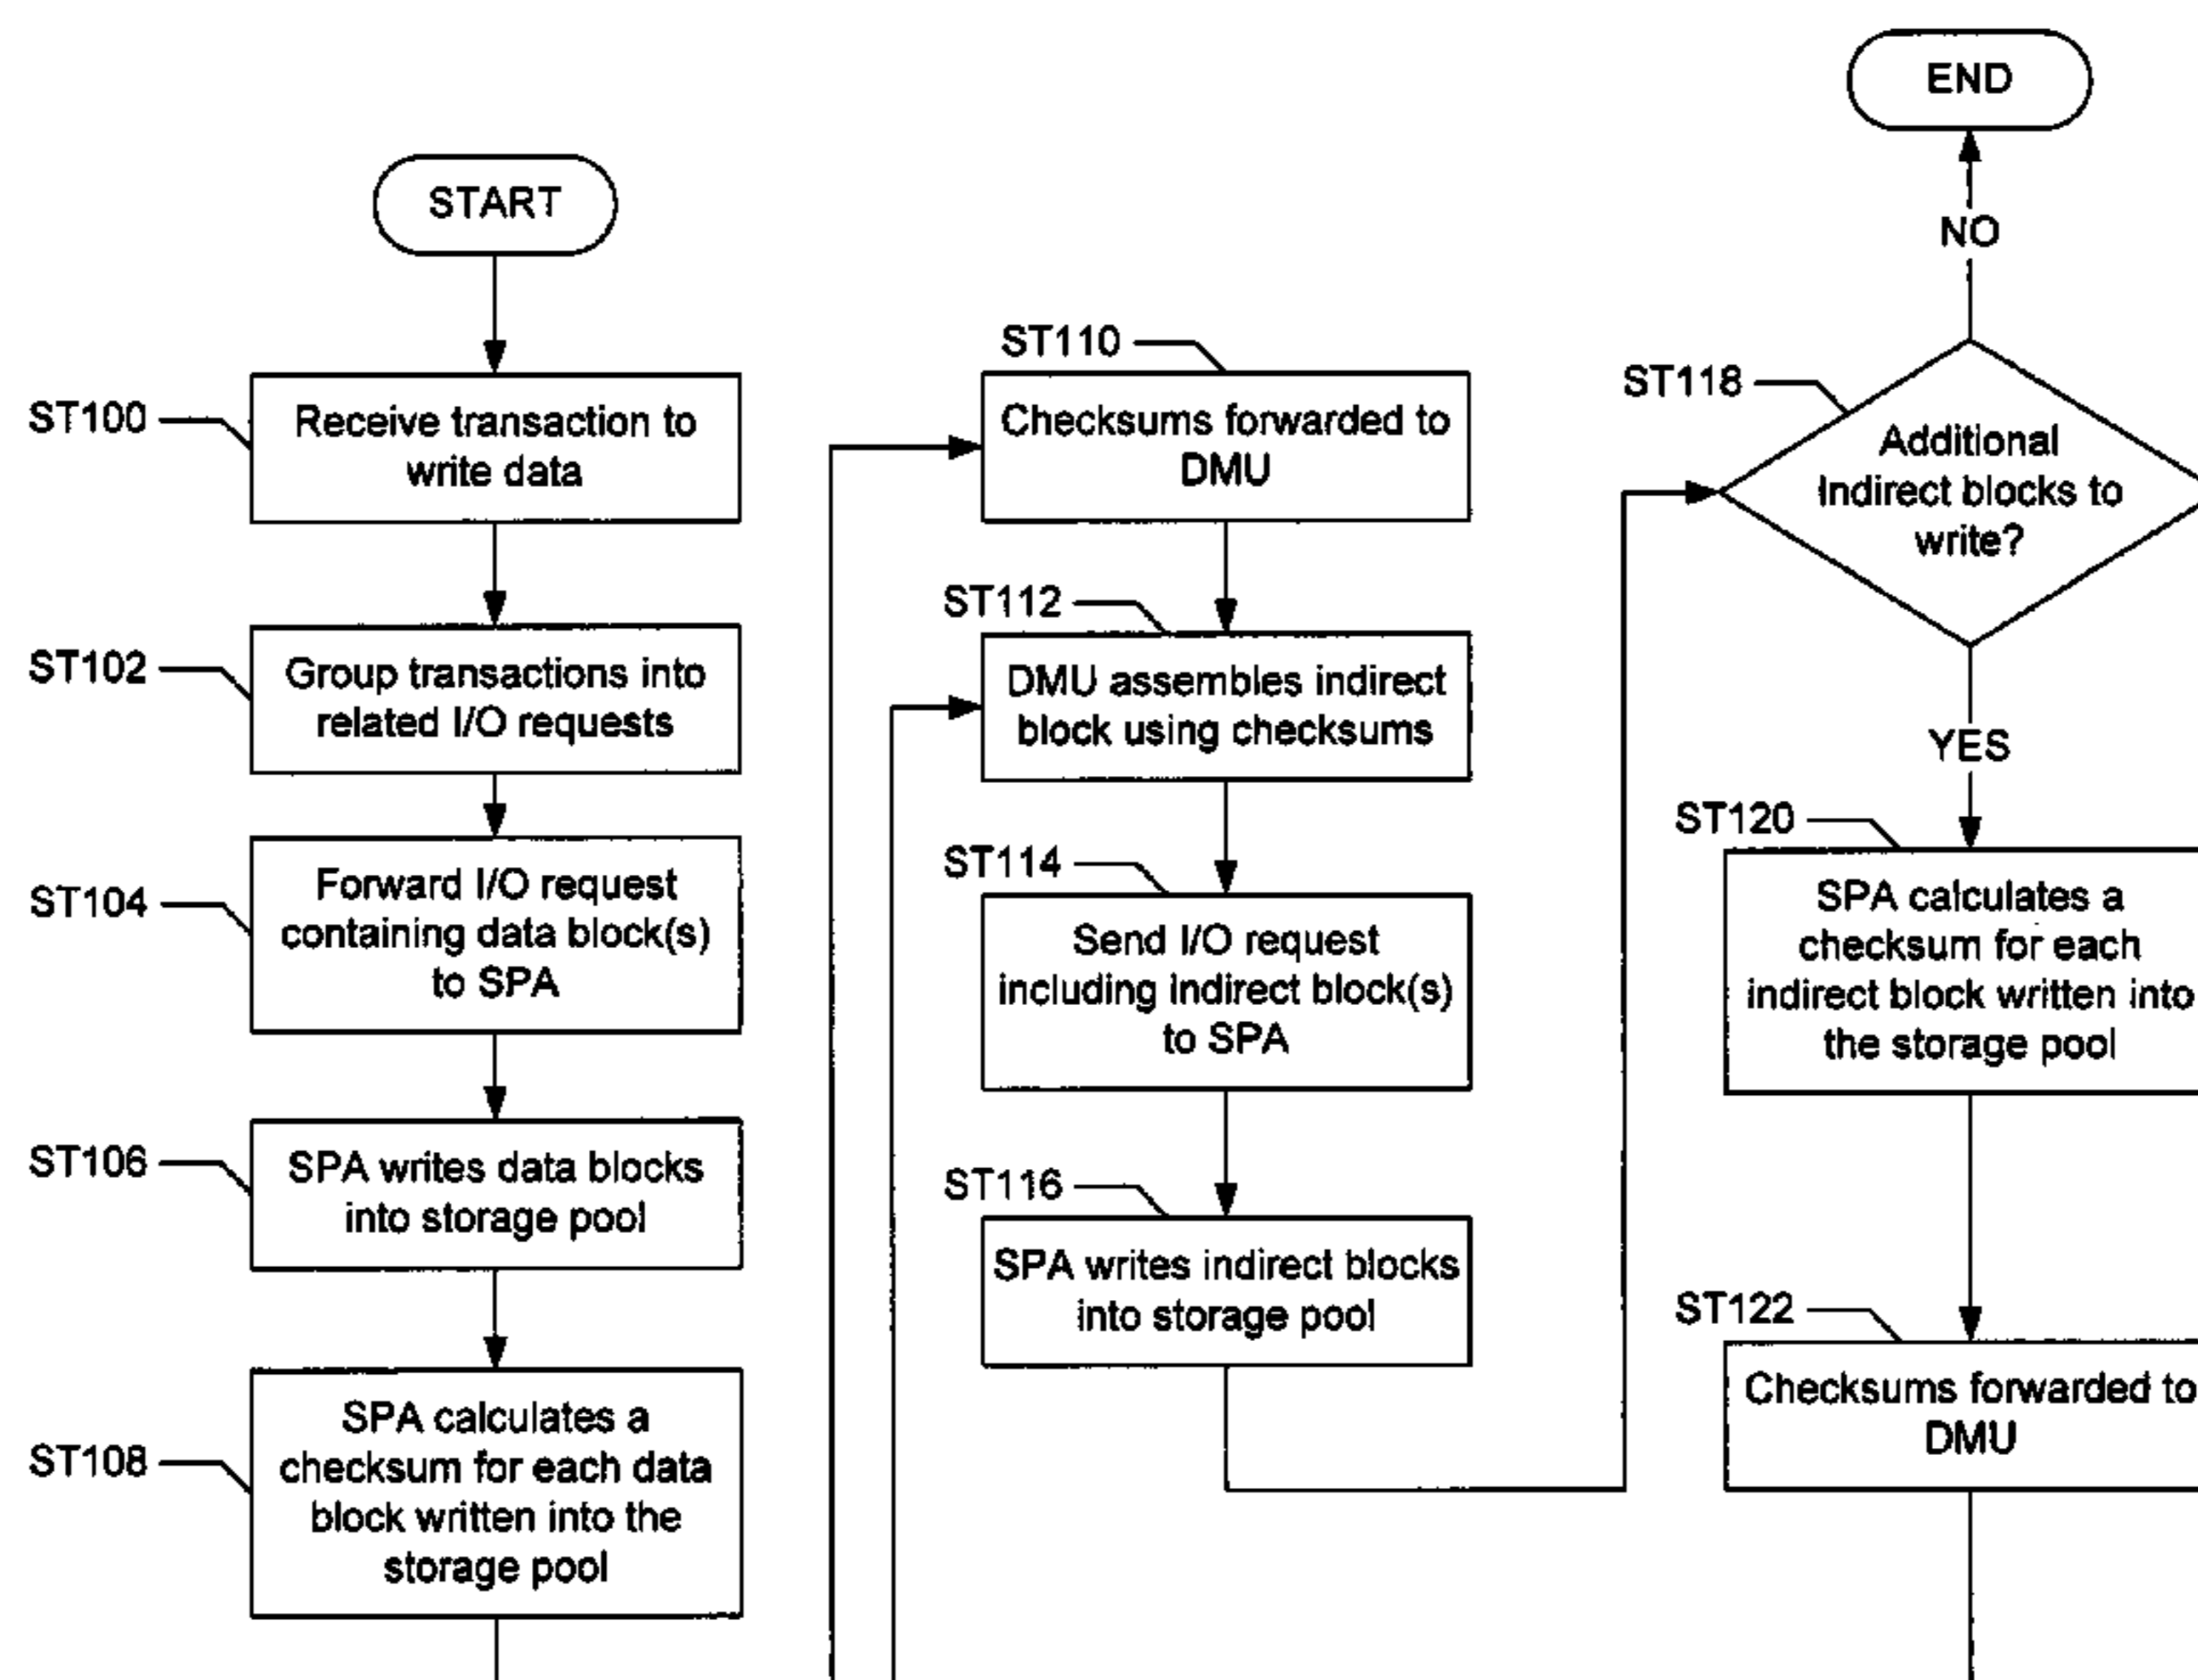 START
ST100
Receive transaction to
write data
ST102
Group transactions into
related I/O requests
ST104
Forward I/O request
containing data block(s)
to SPA
ST106
SPA writes data blocks
into storage pool
ST108
SPA calculates a
checksum for each data
block written into the
storage pool
ST110
Checksums forwarded to
DMU
ST112
DMU assembles indirect
block using checksums
ST114
Send I/O request
including indirect block(s)
to SPA
ST116
SPA writes indirect blocks
into storage pool
END
NO
ST118
Additional
Indirect blocks to
write?
YES
ST120
SPA calculates a
checksum for each
indirect block written into
the storage pool
ST122
Checksums forwarded to
DMU